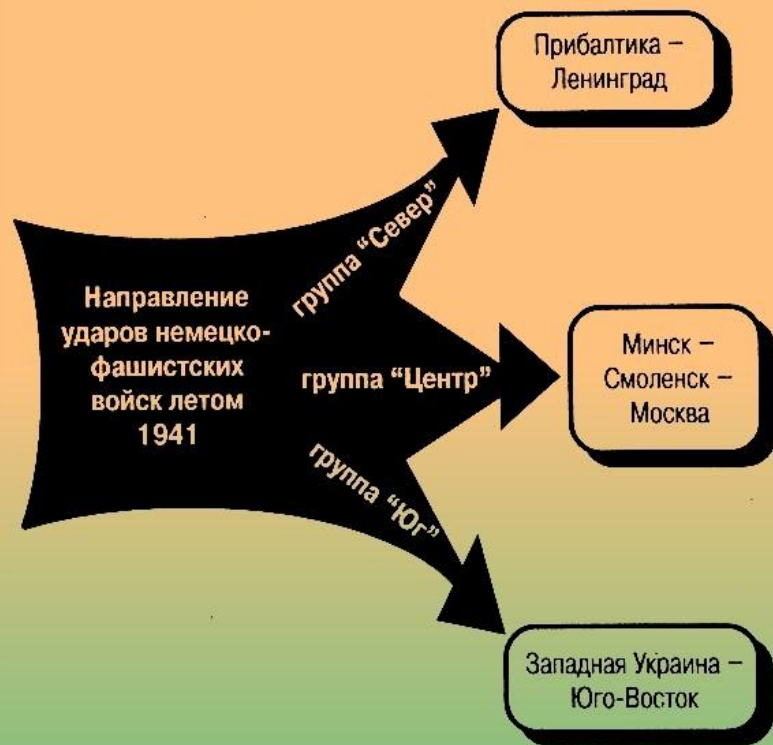 Прибалтика –
Ленинград
группа "Север"
Направление
ударов немецко-
фашистских
войск летом
1941
группа "Центр"
Минск –
Смоленск –
Москва
группа "Юг"
Западная Украина –
Юго-Восток